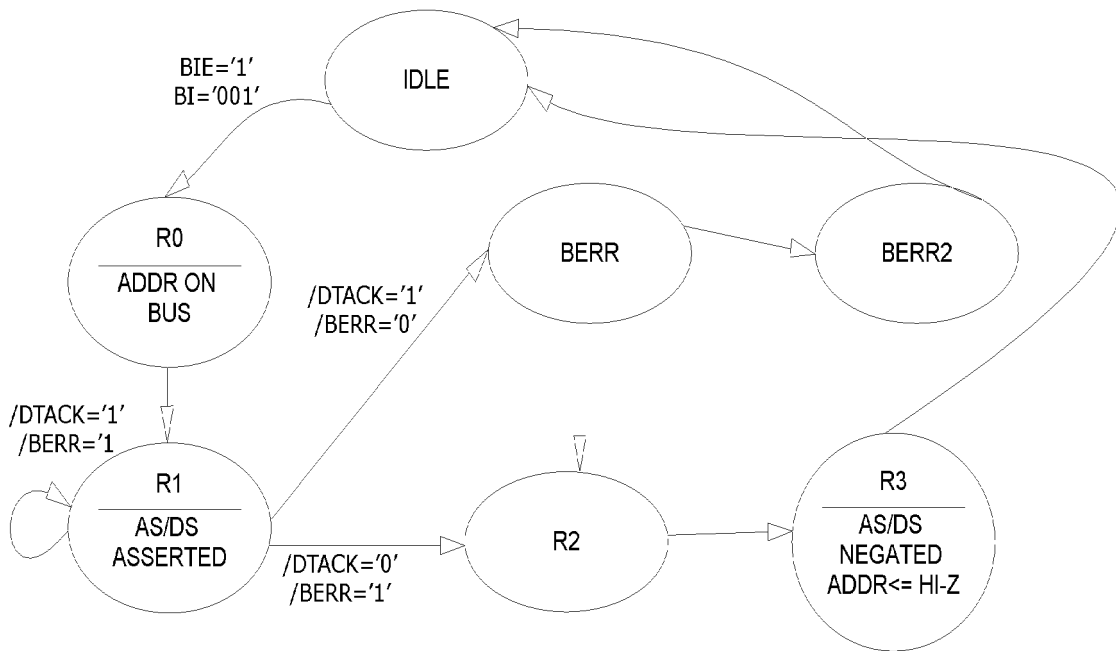 IDLE
BIE='1'
BI='001'
R0
ADDR ON
BUS
BERR
BERR2
/DTACK='1'
/BERR='0'
/DTACK='1'
/BERR='1
R1
AS/DS
ASSERTED
/DTACK='0'
/BERR='1'
R2
R3
AS/DS
NEGATED
ADDR<= HI-Z